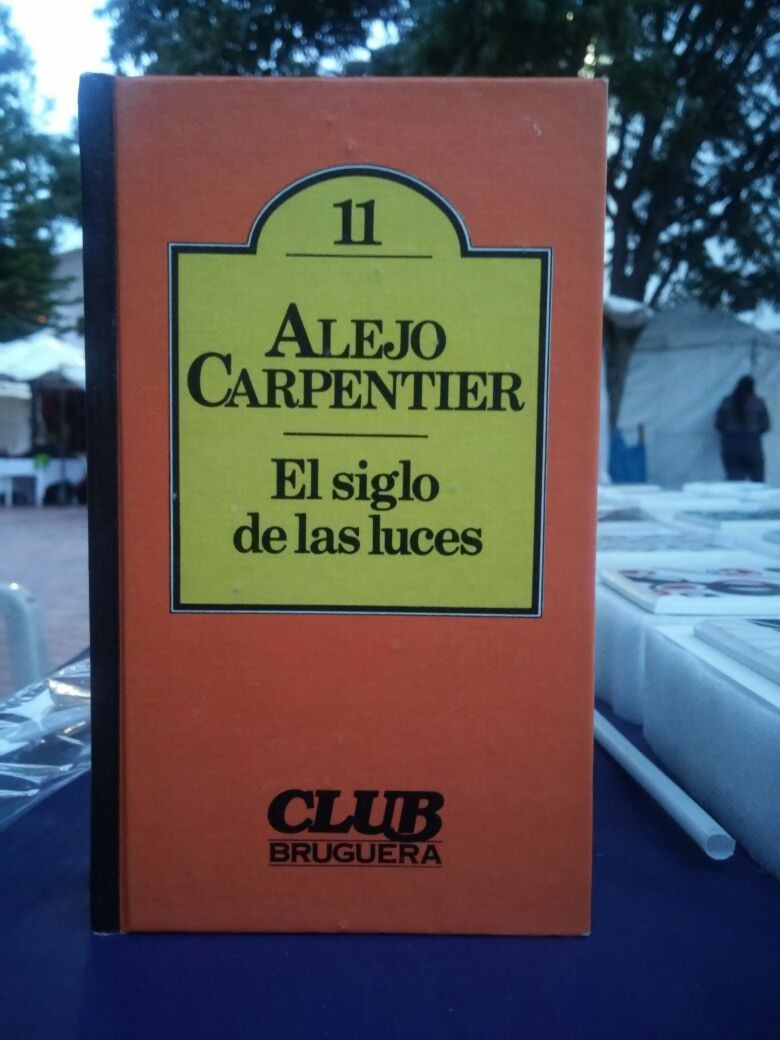 11
ALEJO
CARPENTIER
El siglo
de las luces
CLUB
BRUGUERA